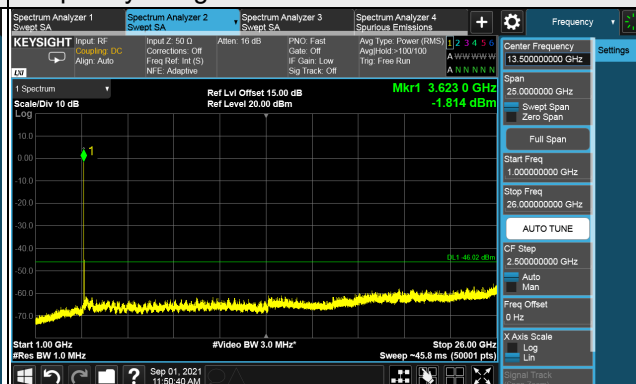 Spectrum Analyzer 1
Swept SA
Spectrum Analyzer 2
Swept SA
Spectrum Analyzer 3
Swept SA
Spectrum Analyzer 4
Spurious Emissions
Frequency
KEYSIGHT
Input: RF
Coupling: DC
Align: Auto
Input Z: 50 Ω
Corrections: Off
Freq Ref: Int (S)
NFE: Adaptive
Atten: 16 dB
PNO: Fast
Gate: Off
IF Gain: Low
Sig Track: Off
Avg Type: Power (RMS)
Avg|Hold:>100/100
Trig: Free Run
1 2 3 4 5 6
A W W W W W
A N N N N N
LXI
1 Spectrum
Scale/Div 10 dB
Log
Ref Lvl Offset 15.00 dB
Ref Level 20.00 dBm
Mkr1 3.623 0 GHz
-1.814 dBm
10.0
0.00
-10.0
-20.0
-30.0
-40.0
-50.0
-60.0
-70.0
1
DL1 -46.02 dBm
Start 1.00 GHz
#Res BW 1.0 MHz
#Video BW 3.0 MHz*
Stop 26.00 GHz
Sweep ~45.8 ms (50001 pts)
Center Frequency
13.500000000 GHz
Settings
Span
25.0000000 GHz
Swept Span
Zero Span
Full Span
Start Freq
1.000000000 GHz
Stop Freq
26.000000000 GHz
AUTO TUNE
CF Step
2.500000000 GHz
Auto
Man
Freq Offset
0 Hz
X Axis Scale
Log
Lin
Signal Track
Sep 01, 2021
11:50:40 AM